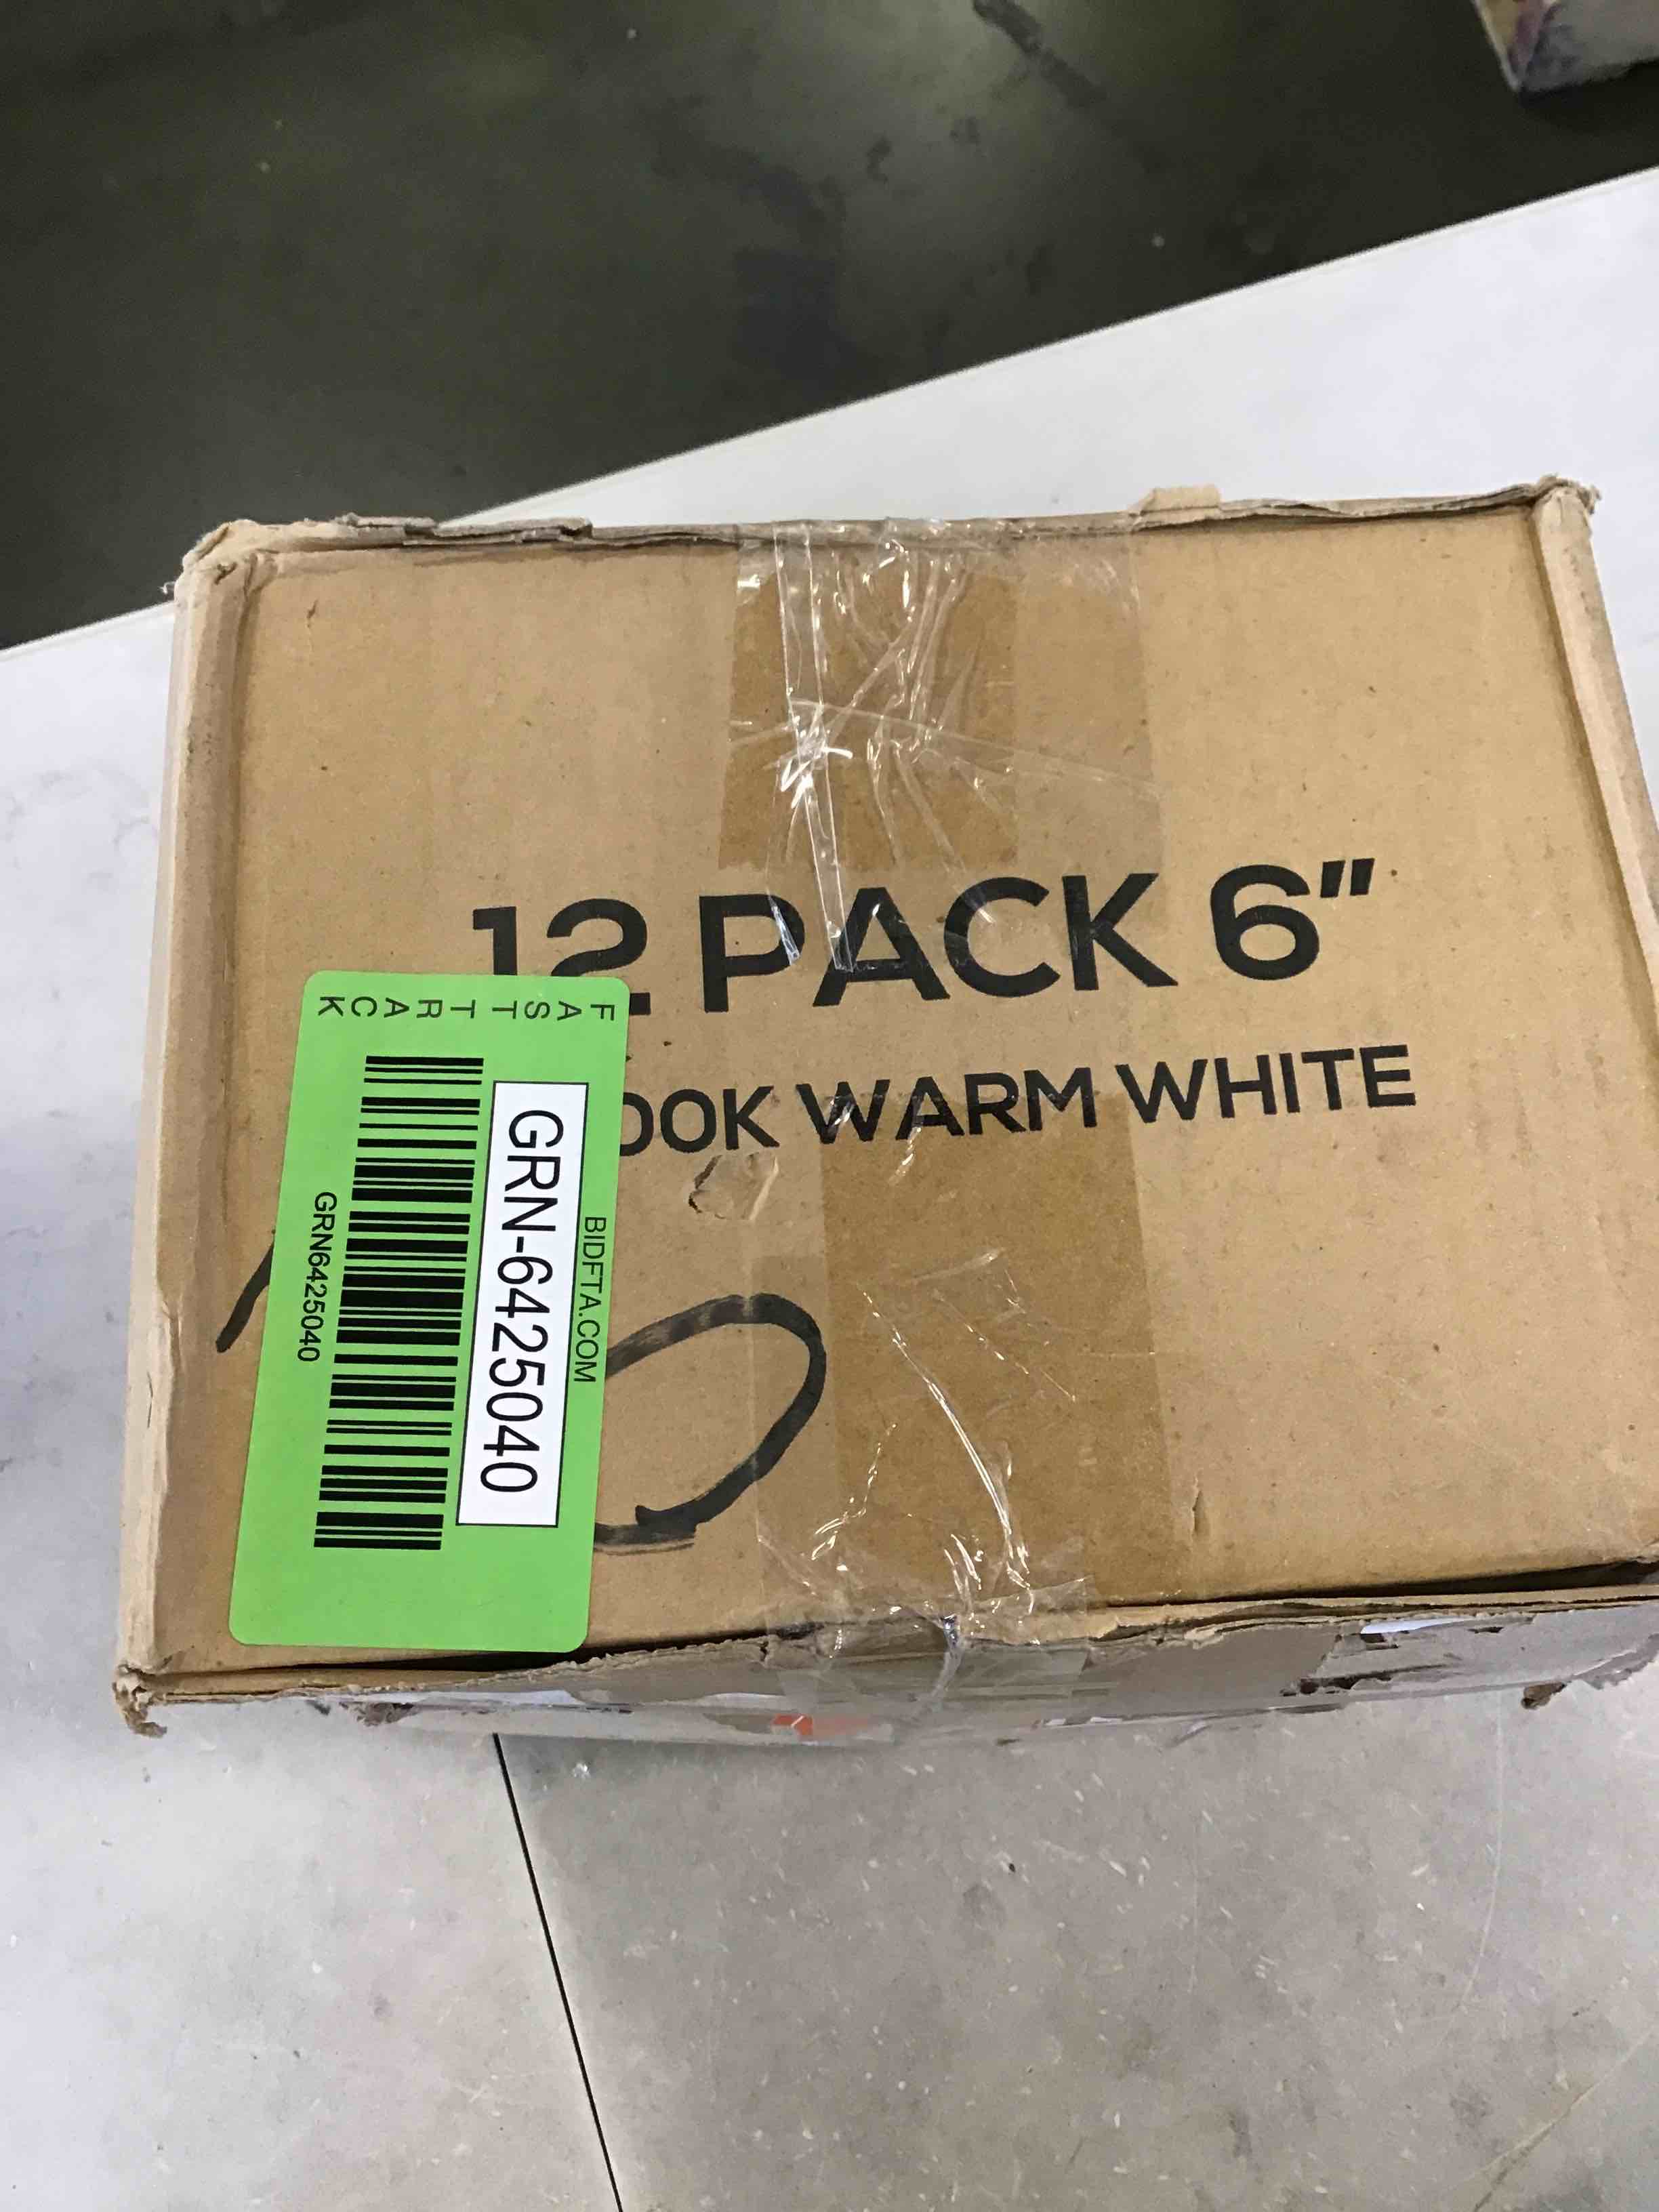 12 PACK 6"
00K WARM WHITE
FAST TRACK
BIDFTA.COM
GRN-6425040
GRN6425040